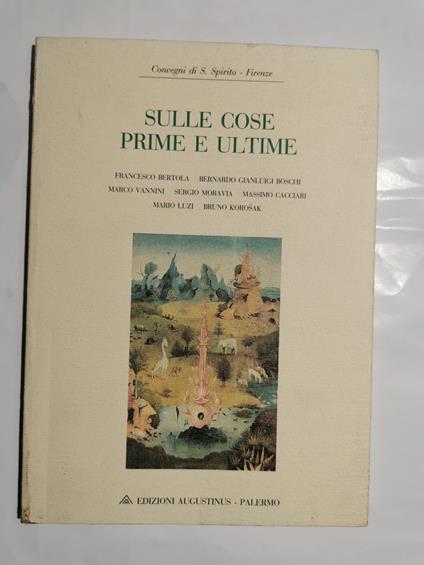 Convegni di S. Spirito - Firenze
SULLE COSE
PRIME E ULTIME
FRANCESCO BERTOLA BERNARDO GIANLUIGI BOSCHI
MARCO VANNINI SERGIO MORAVIA MASSIMO CACCIARI
MARIO LUZI BRUNO KOROŠAK
EDIZIONI AUGUSTINUS - PALERMO